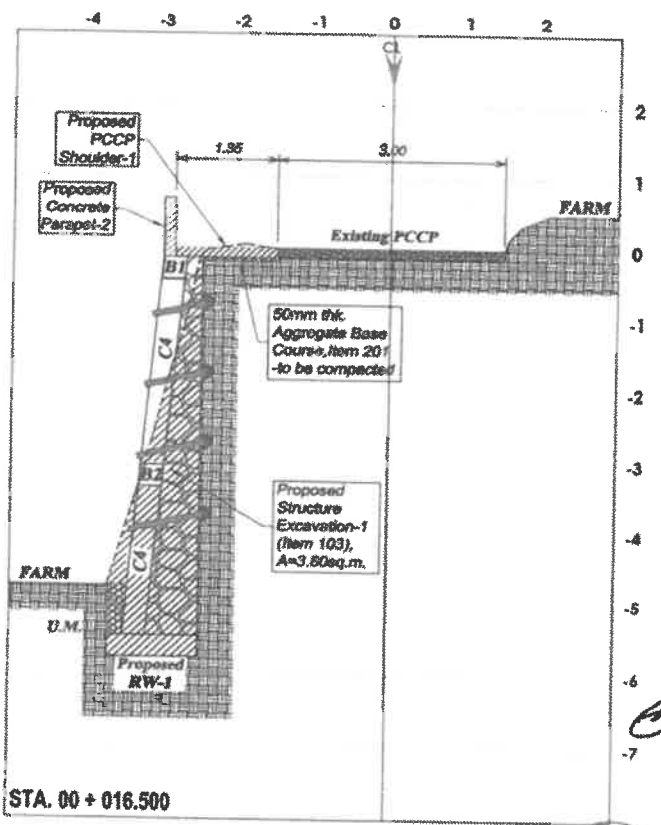 -4 -3 -2 -1 0 1 2
CL
2
1
0
-1
-2
-3
-4
-5
-6
-7
Proposed
PCCP
Shoulder-1
1.35
3.00
Proposed
Concrete
Parapet-2
FARM
Existing PCCP
B1
C4
50mm thk.
Aggregate Base
Course,Item 201
-to be compacted
B2
C4
Proposed
Structure
Excavation-1
(Item 103),
A=3.60sq.m.
FARM
U.M.
Proposed
RW-1
STA. 00 + 016.500